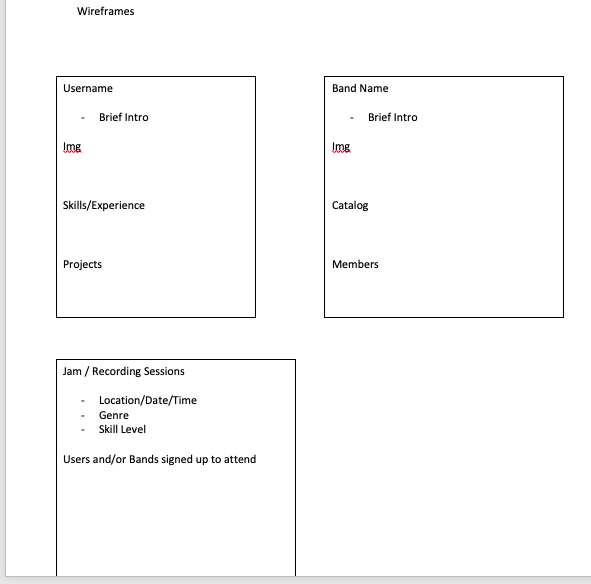 Wireframes
Username
- Brief Intro
Img
Skills/Experience
Projects
Band Name
- Brief Intro
Img
Catalog
Members
Jam / Recording Sessions
- Location/Date/Time
- Genre
- Skill Level
Users and/or Bands signed up to attend